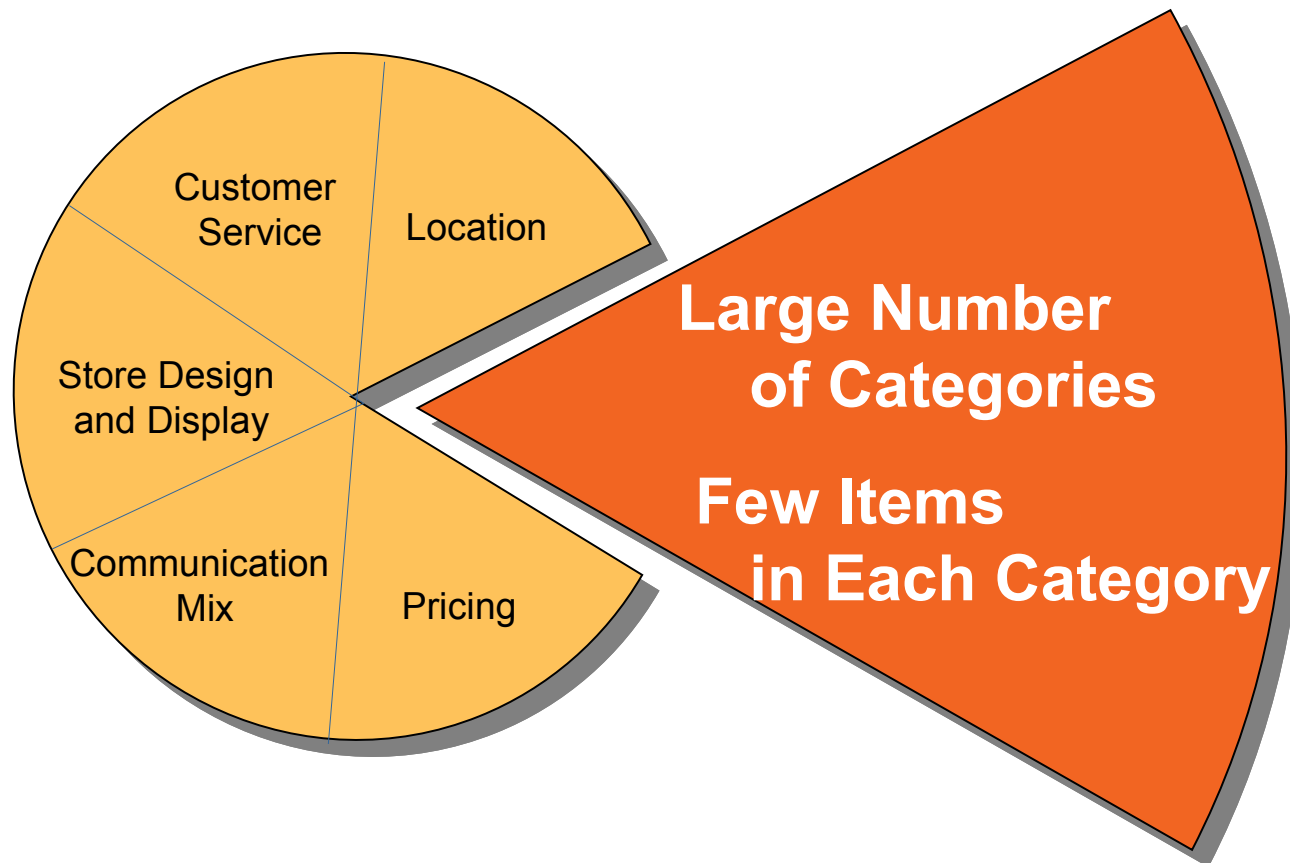 Customer
Service
Location
Store Design
and Display
Communication
Mix
Pricing
Large Number
of Categories
Few Items
in Each Category